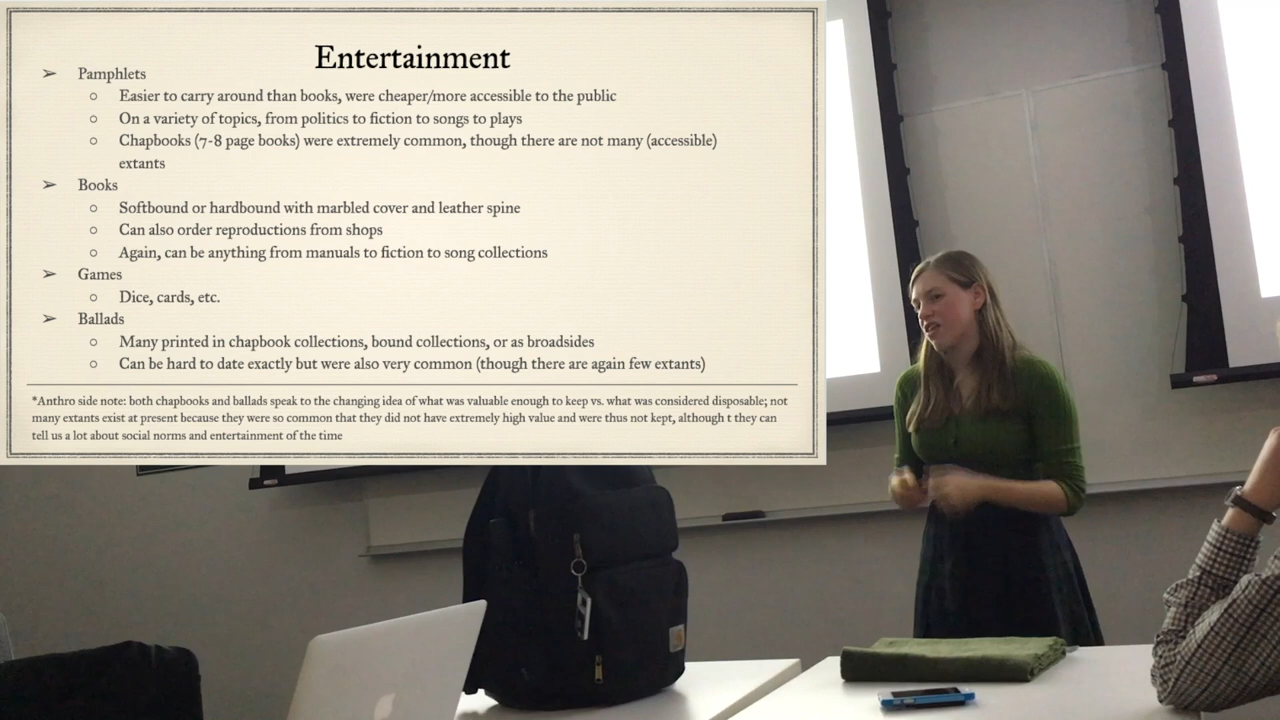 Entertainment
➢ Pamphlets
○ Easier to carry around than books, were cheaper/more accessible to the public
○ On a variety of topics, from politics to fiction to songs to plays
○ Chapbooks (7-8 page books) were extremely common, though there are not many (accessible)
extants
➢ Books
○ Softbound or hardbound with marbled cover and leather spine
○ Can also order reproductions from shops
○ Again, can be anything from manuals to fiction to song collections
➢ Games
○ Dice, cards, etc.
➢ Ballads
○ Many printed in chapbook collections, bound collections, or as broadsides
○ Can be hard to date exactly but were also very common (though there are again few extants)
*Anthro side note: both chapbooks and ballads speak to the changing idea of what was valuable enough to keep vs. what was considered disposable; not
many extants exist at present because they were so common that they did not have extremely high value and were thus not kept, although t they can
tell us a lot about social norms and entertainment of the time